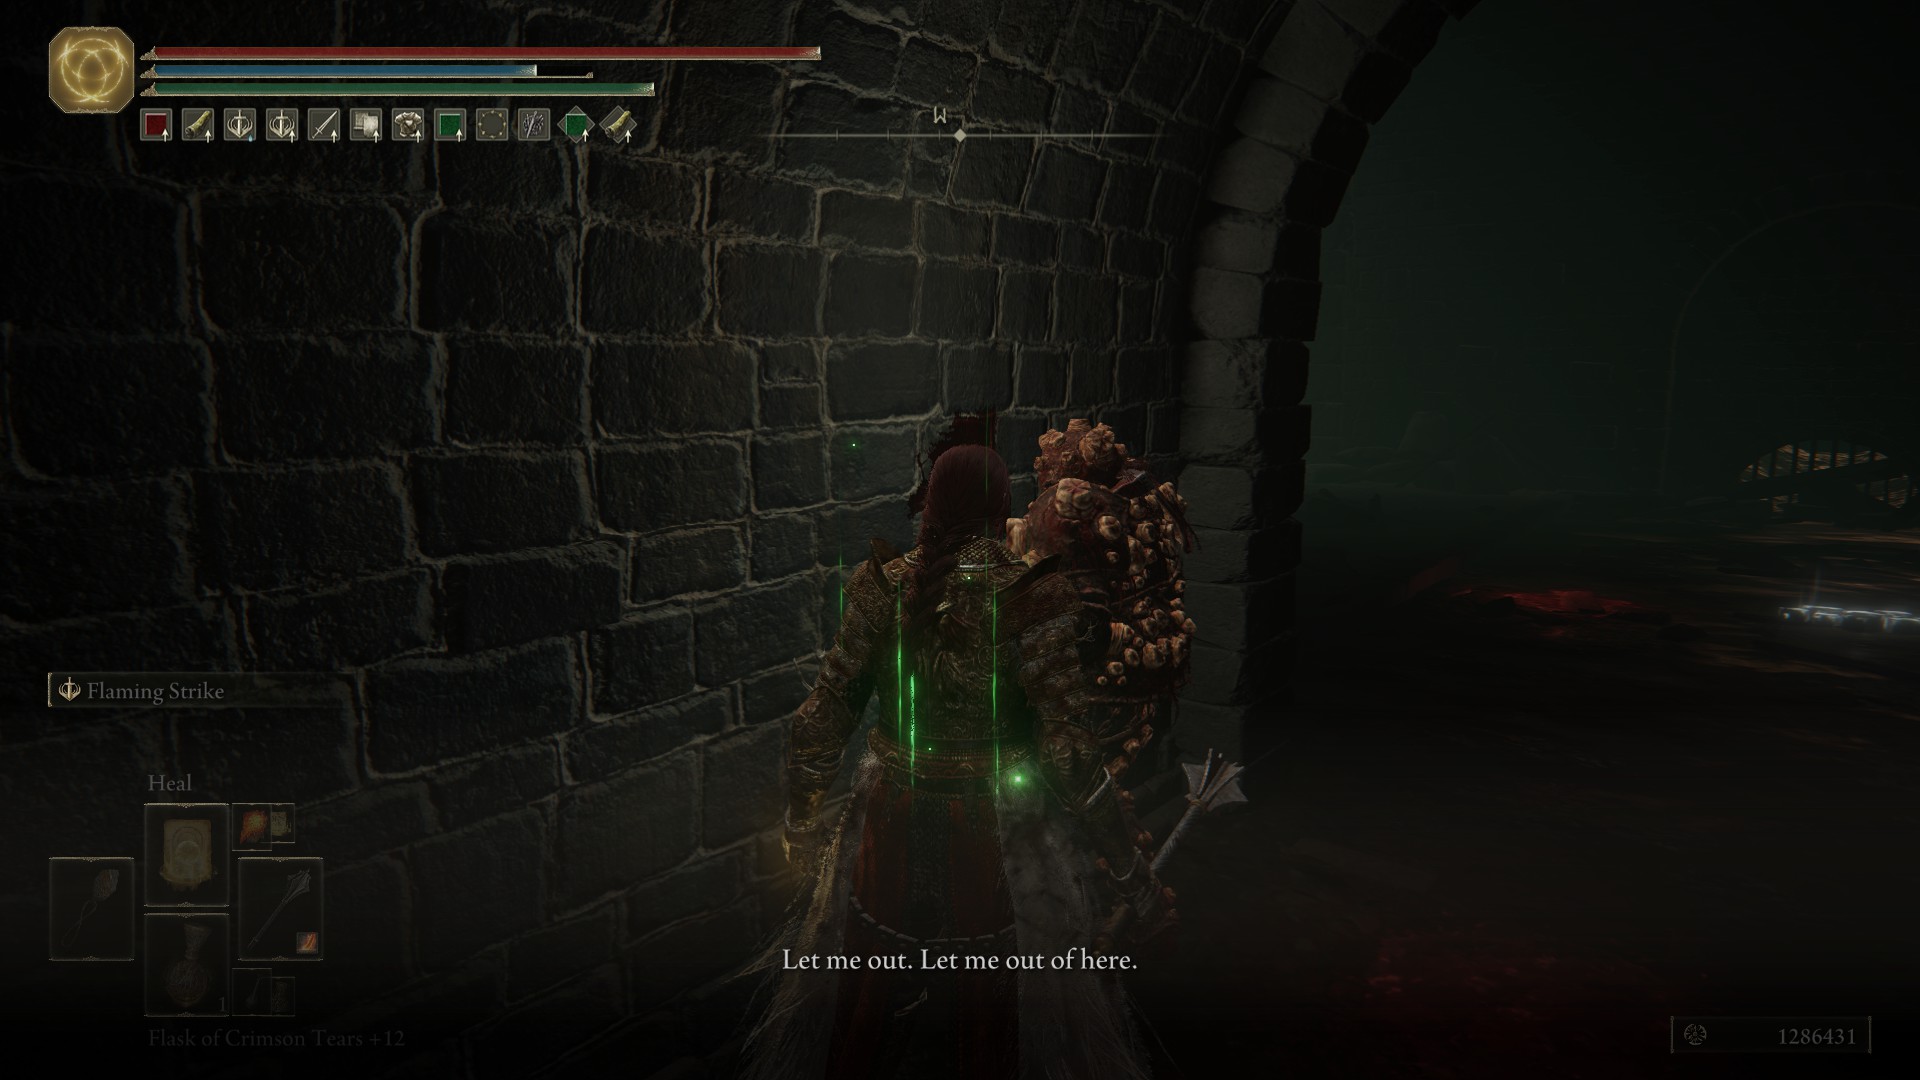 W
Flaming Strike
Heal
1
Flask of Crimson Tears +12
Let me out. Let me out of here.
1286431